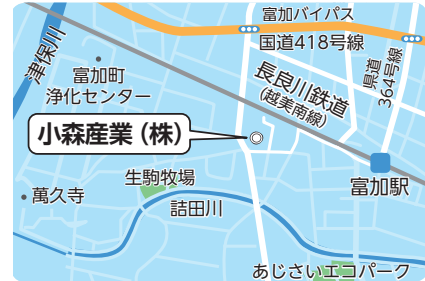 富加バイパス
国道418号線
津保川
富加町
浄化センター
長良川鉄道
(越美南線)
県道
364号線
小森産業(株)
富加駅
生駒牧場
萬久寺
詰田川
あじさいエコパーク